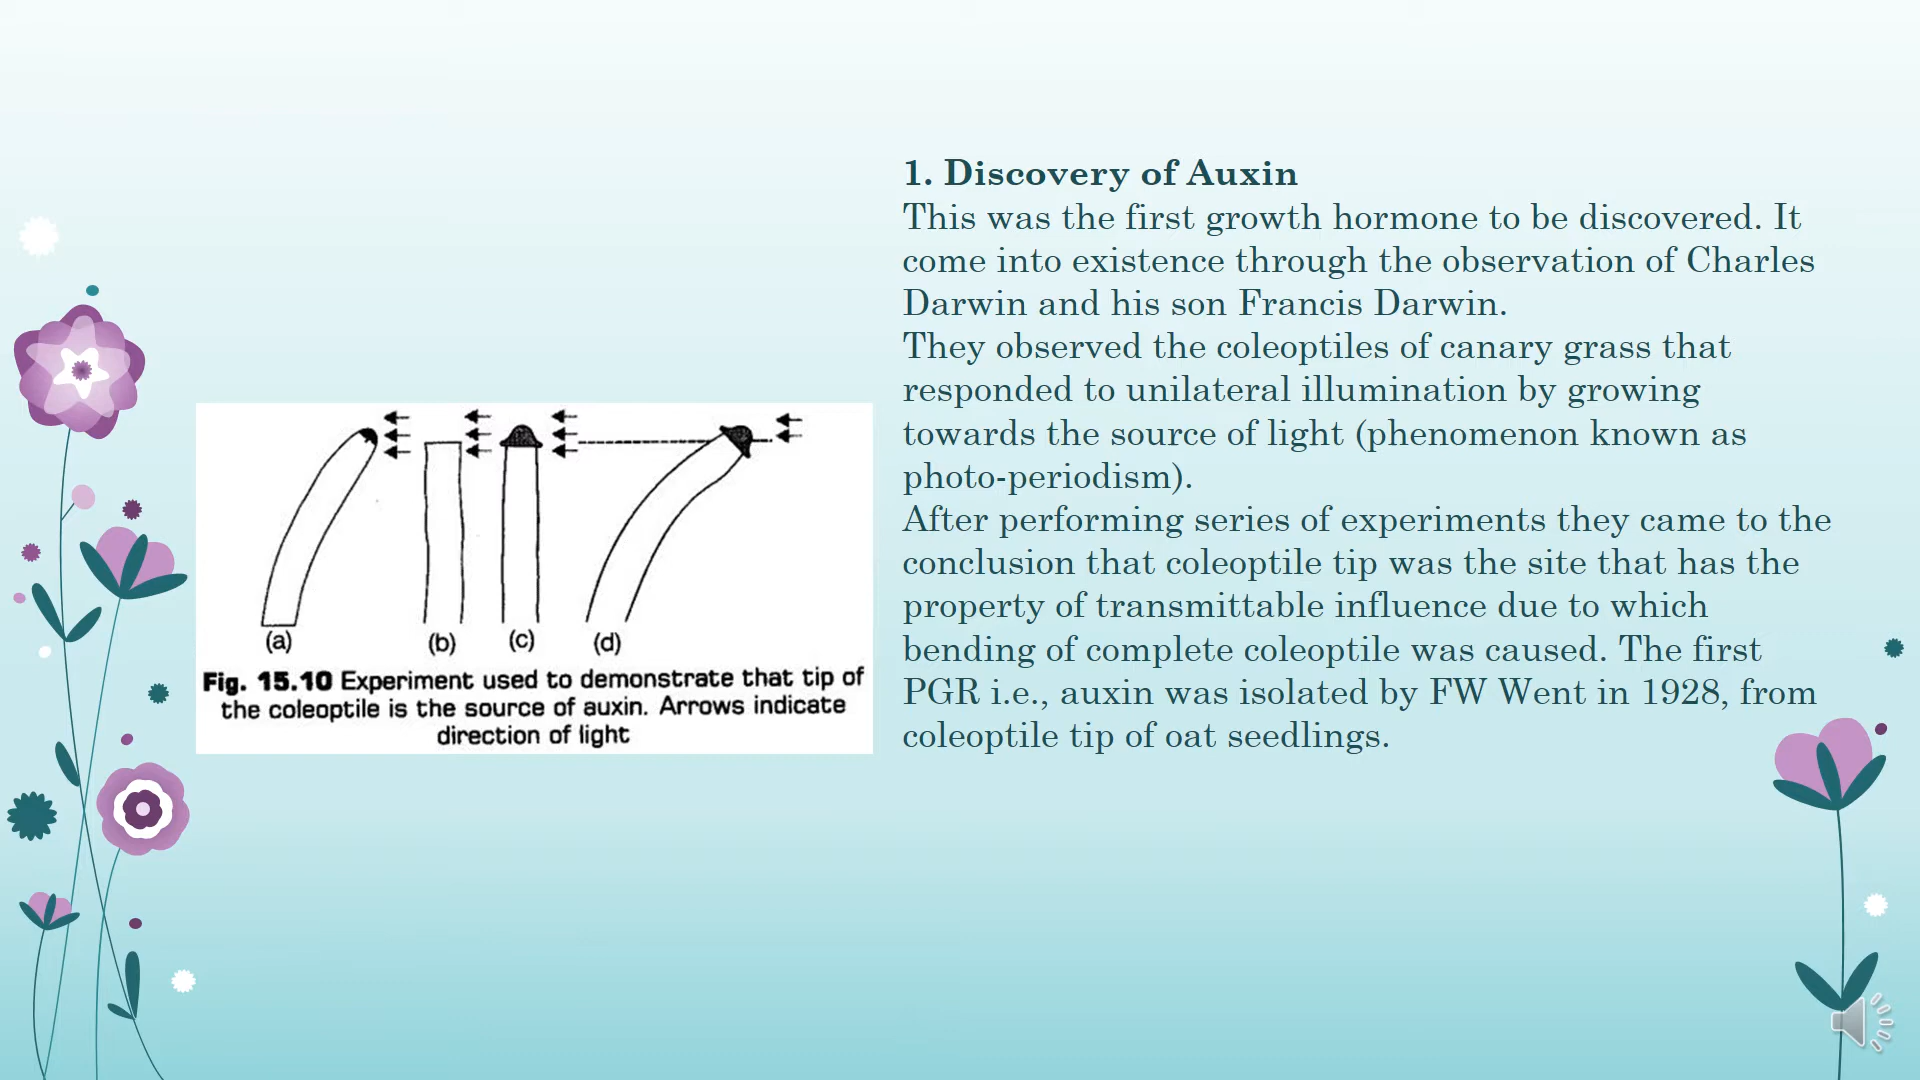 (a)
(b)
(c)
(d)
Fig. 15.10 Experiment used to demonstrate that tip of
the coleoptile is the source of auxin. Arrows indicate
direction of light
1. Discovery of Auxin
This was the first growth hormone to be discovered. It
come into existence through the observation of Charles
Darwin and his son Francis Darwin.
They observed the coleoptiles of canary grass that
responded to unilateral illumination by growing
towards the source of light (phenomenon known as
photo-periodism).
After performing series of experiments they came to the
conclusion that coleoptile tip was the site that has the
property of transmittable influence due to which
bending of complete coleoptile was caused. The first
PGR i.e., auxin was isolated by FW Went in 1928, from
coleoptile tip of oat seedlings.